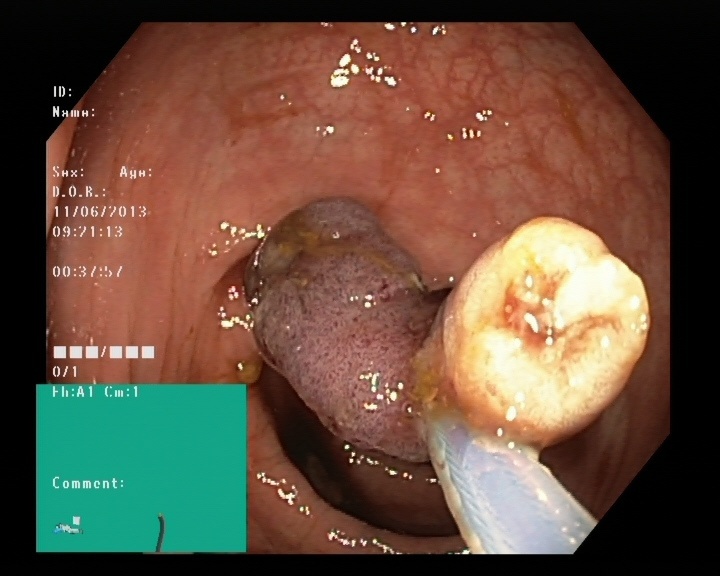 ID:
Name:
Sex: Age:
D.O.B.:
11/06/2013
09:21:13
00:37:57
■■■/■■■
0/1
Eh:A1 Cm:1
Comment: